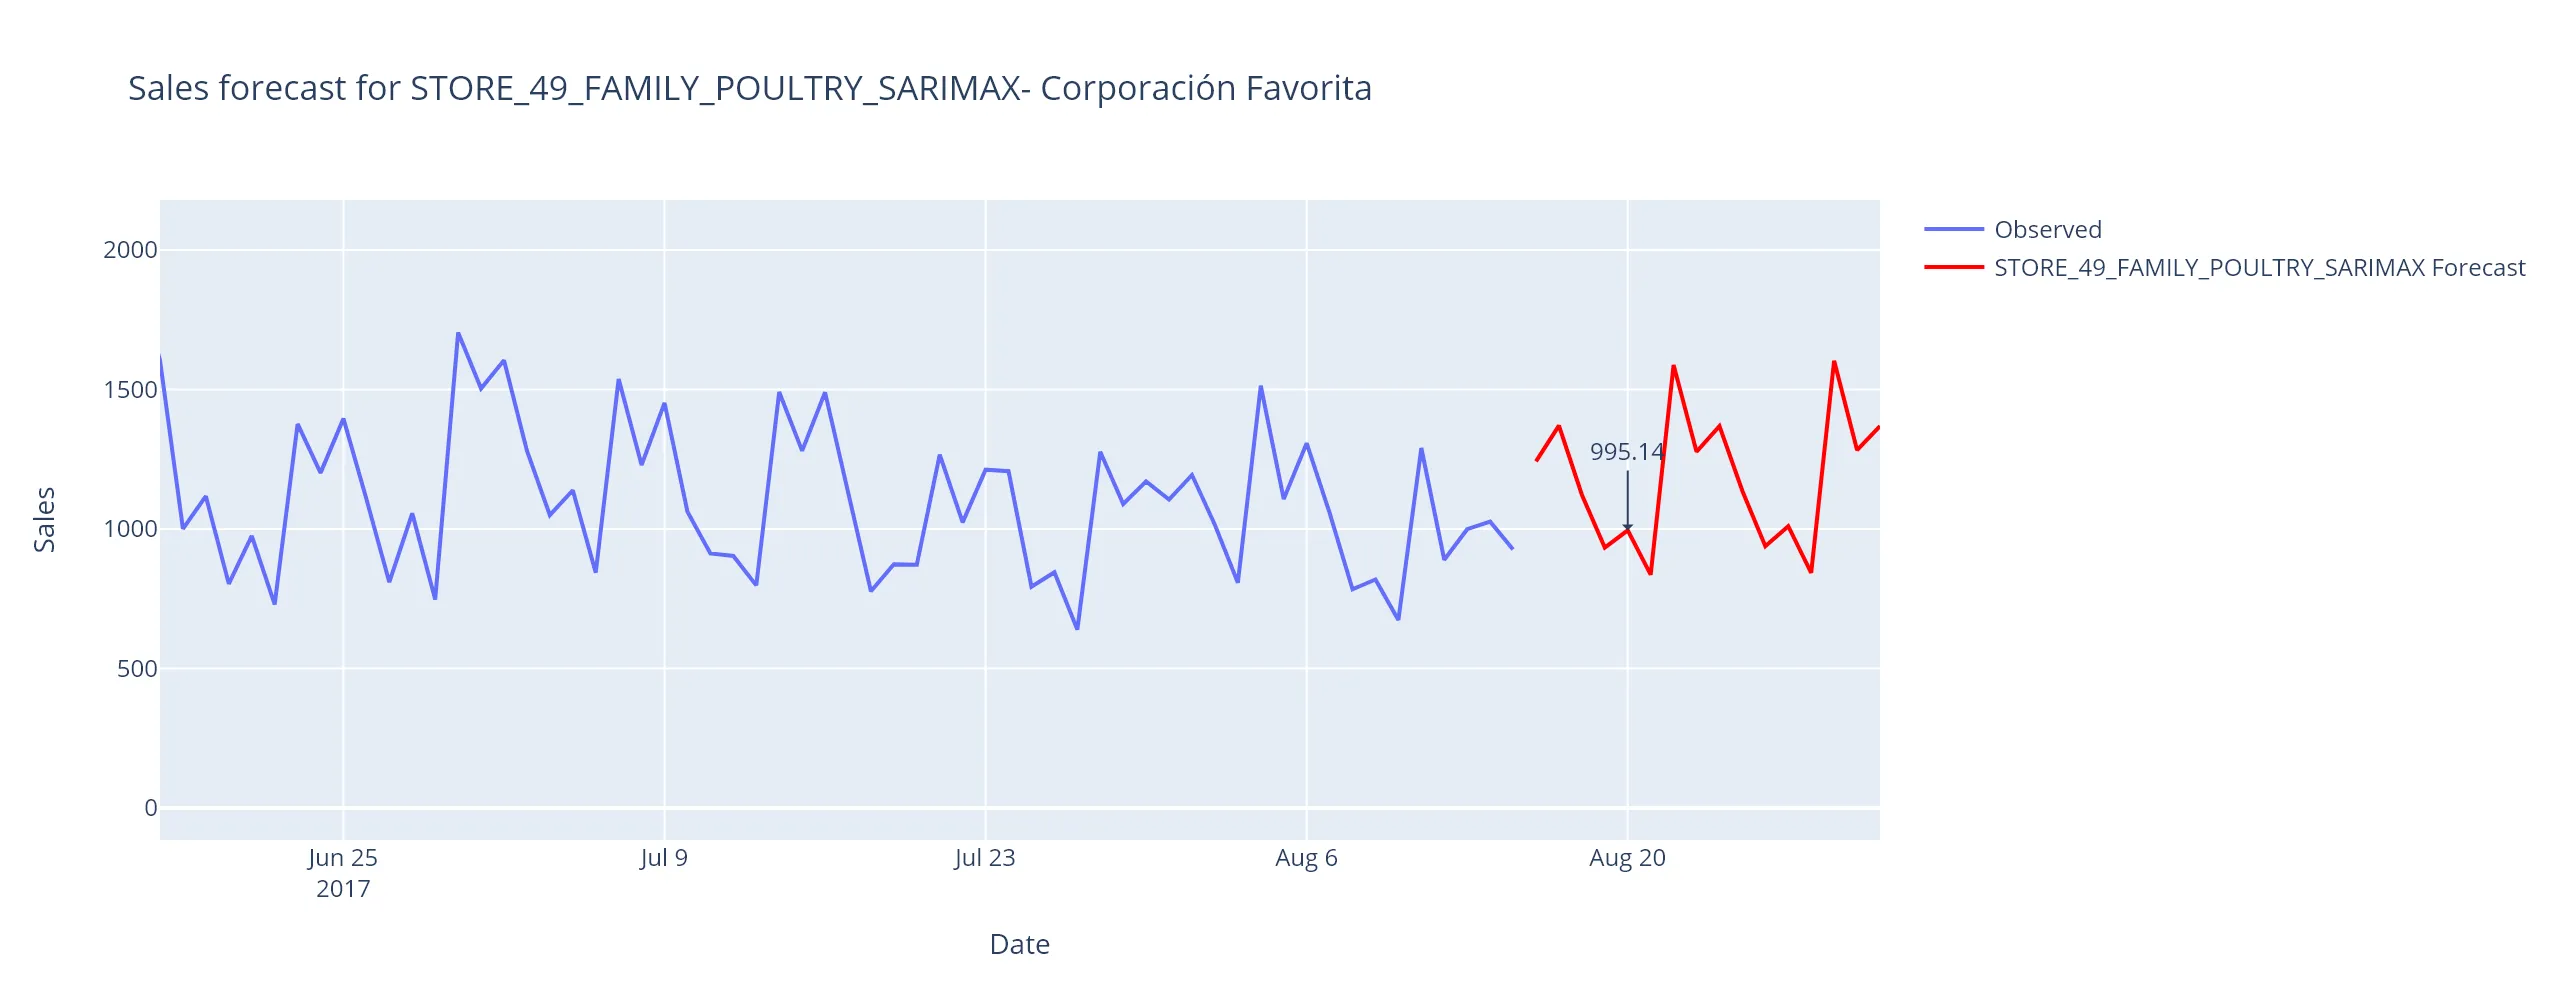 Sales forecast for STORE_49_FAMILY_POULTRY_SARIMAX- Corporación Favorita
Observed
STORE_49_FAMILY_POULTRY_SARIMAX Forecast
2000
1500
1000
500
0
Sales
995.14
Jun 25
2017
Jul 9
Jul 23
Aug 6
Aug 20
Date